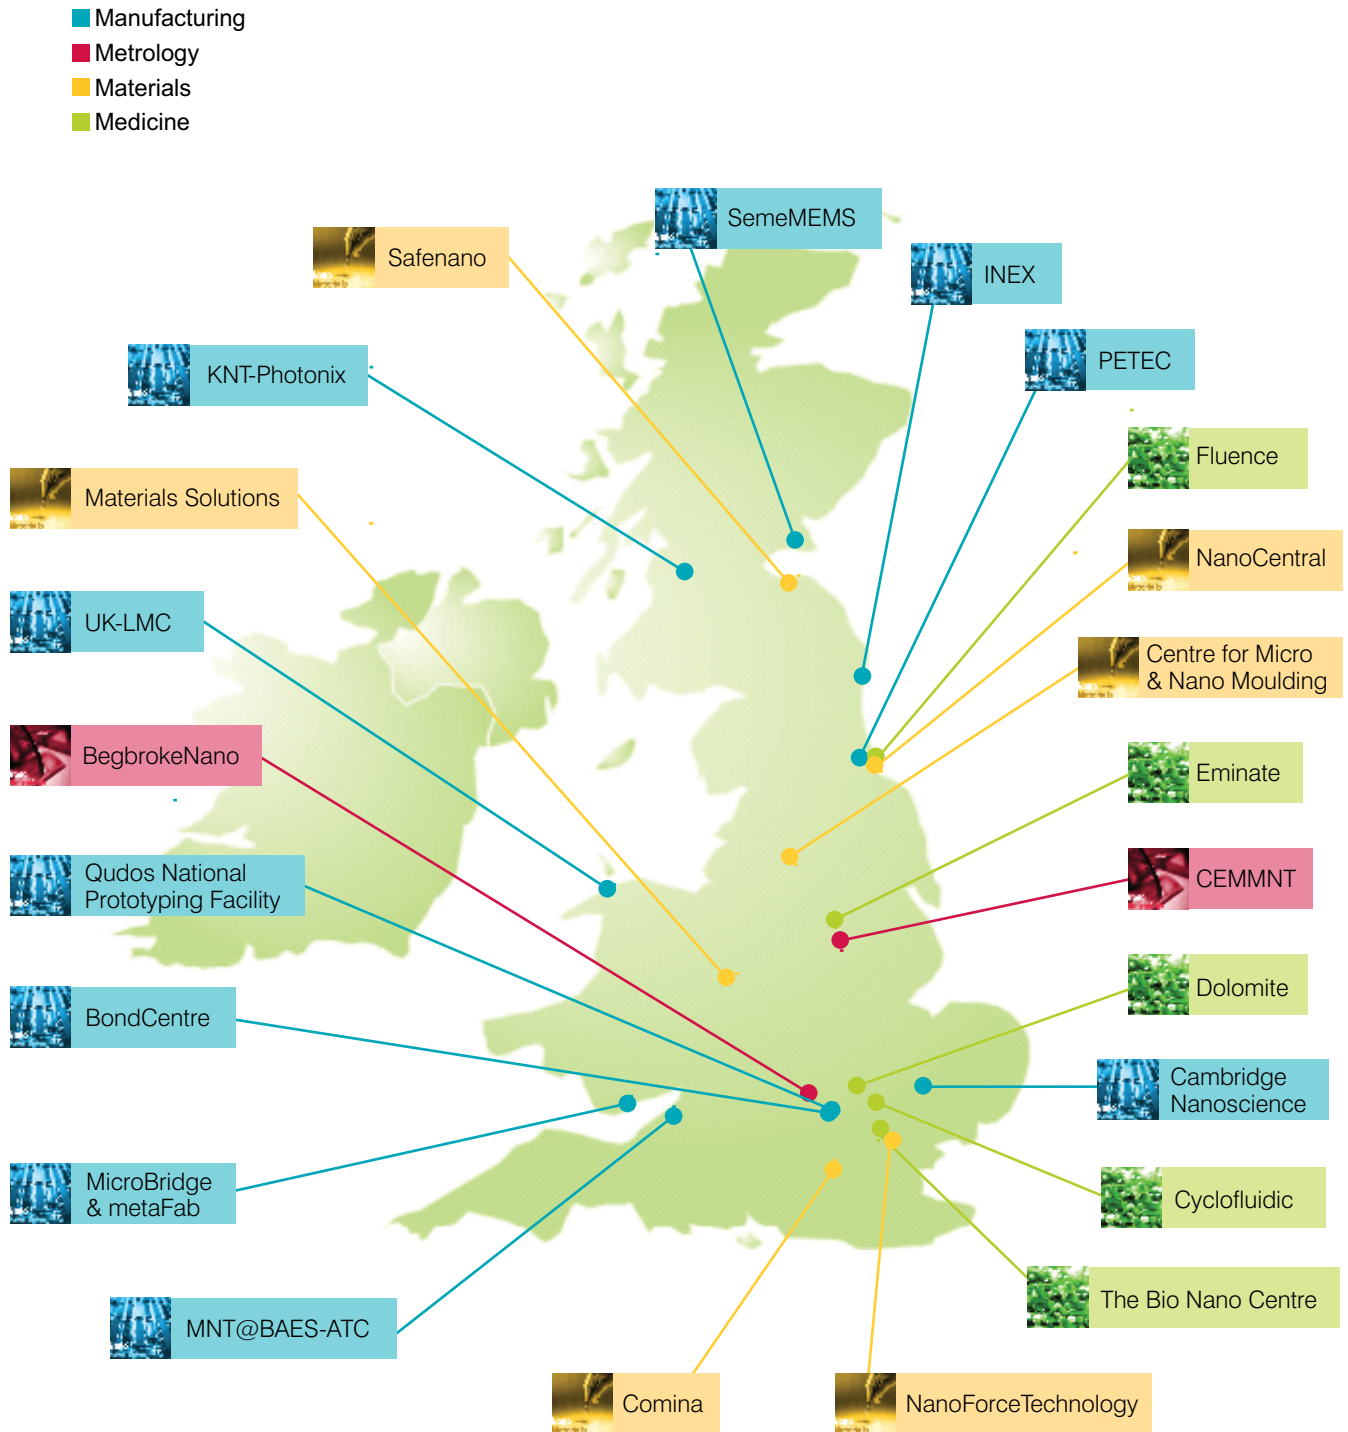 Manufacturing
Metrology
Materials
Medicine
SemeMEMS
Safenano
INEX
PETEC
KNT-Photonix
Fluence
Materials Solutions
NanoCentral
UK-LMC
Centre for Micro
& Nano Moulding
BegbrokeNano
Eminate
Qudos National
Prototyping Facility
CEMMNT
Dolomite
BondCentre
Cambridge
Nanoscience
MicroBridge
& metaFab
Cyclofluidic
The Bio Nano Centre
MNT@BAES-ATC
Comina
NanoForceTechnology